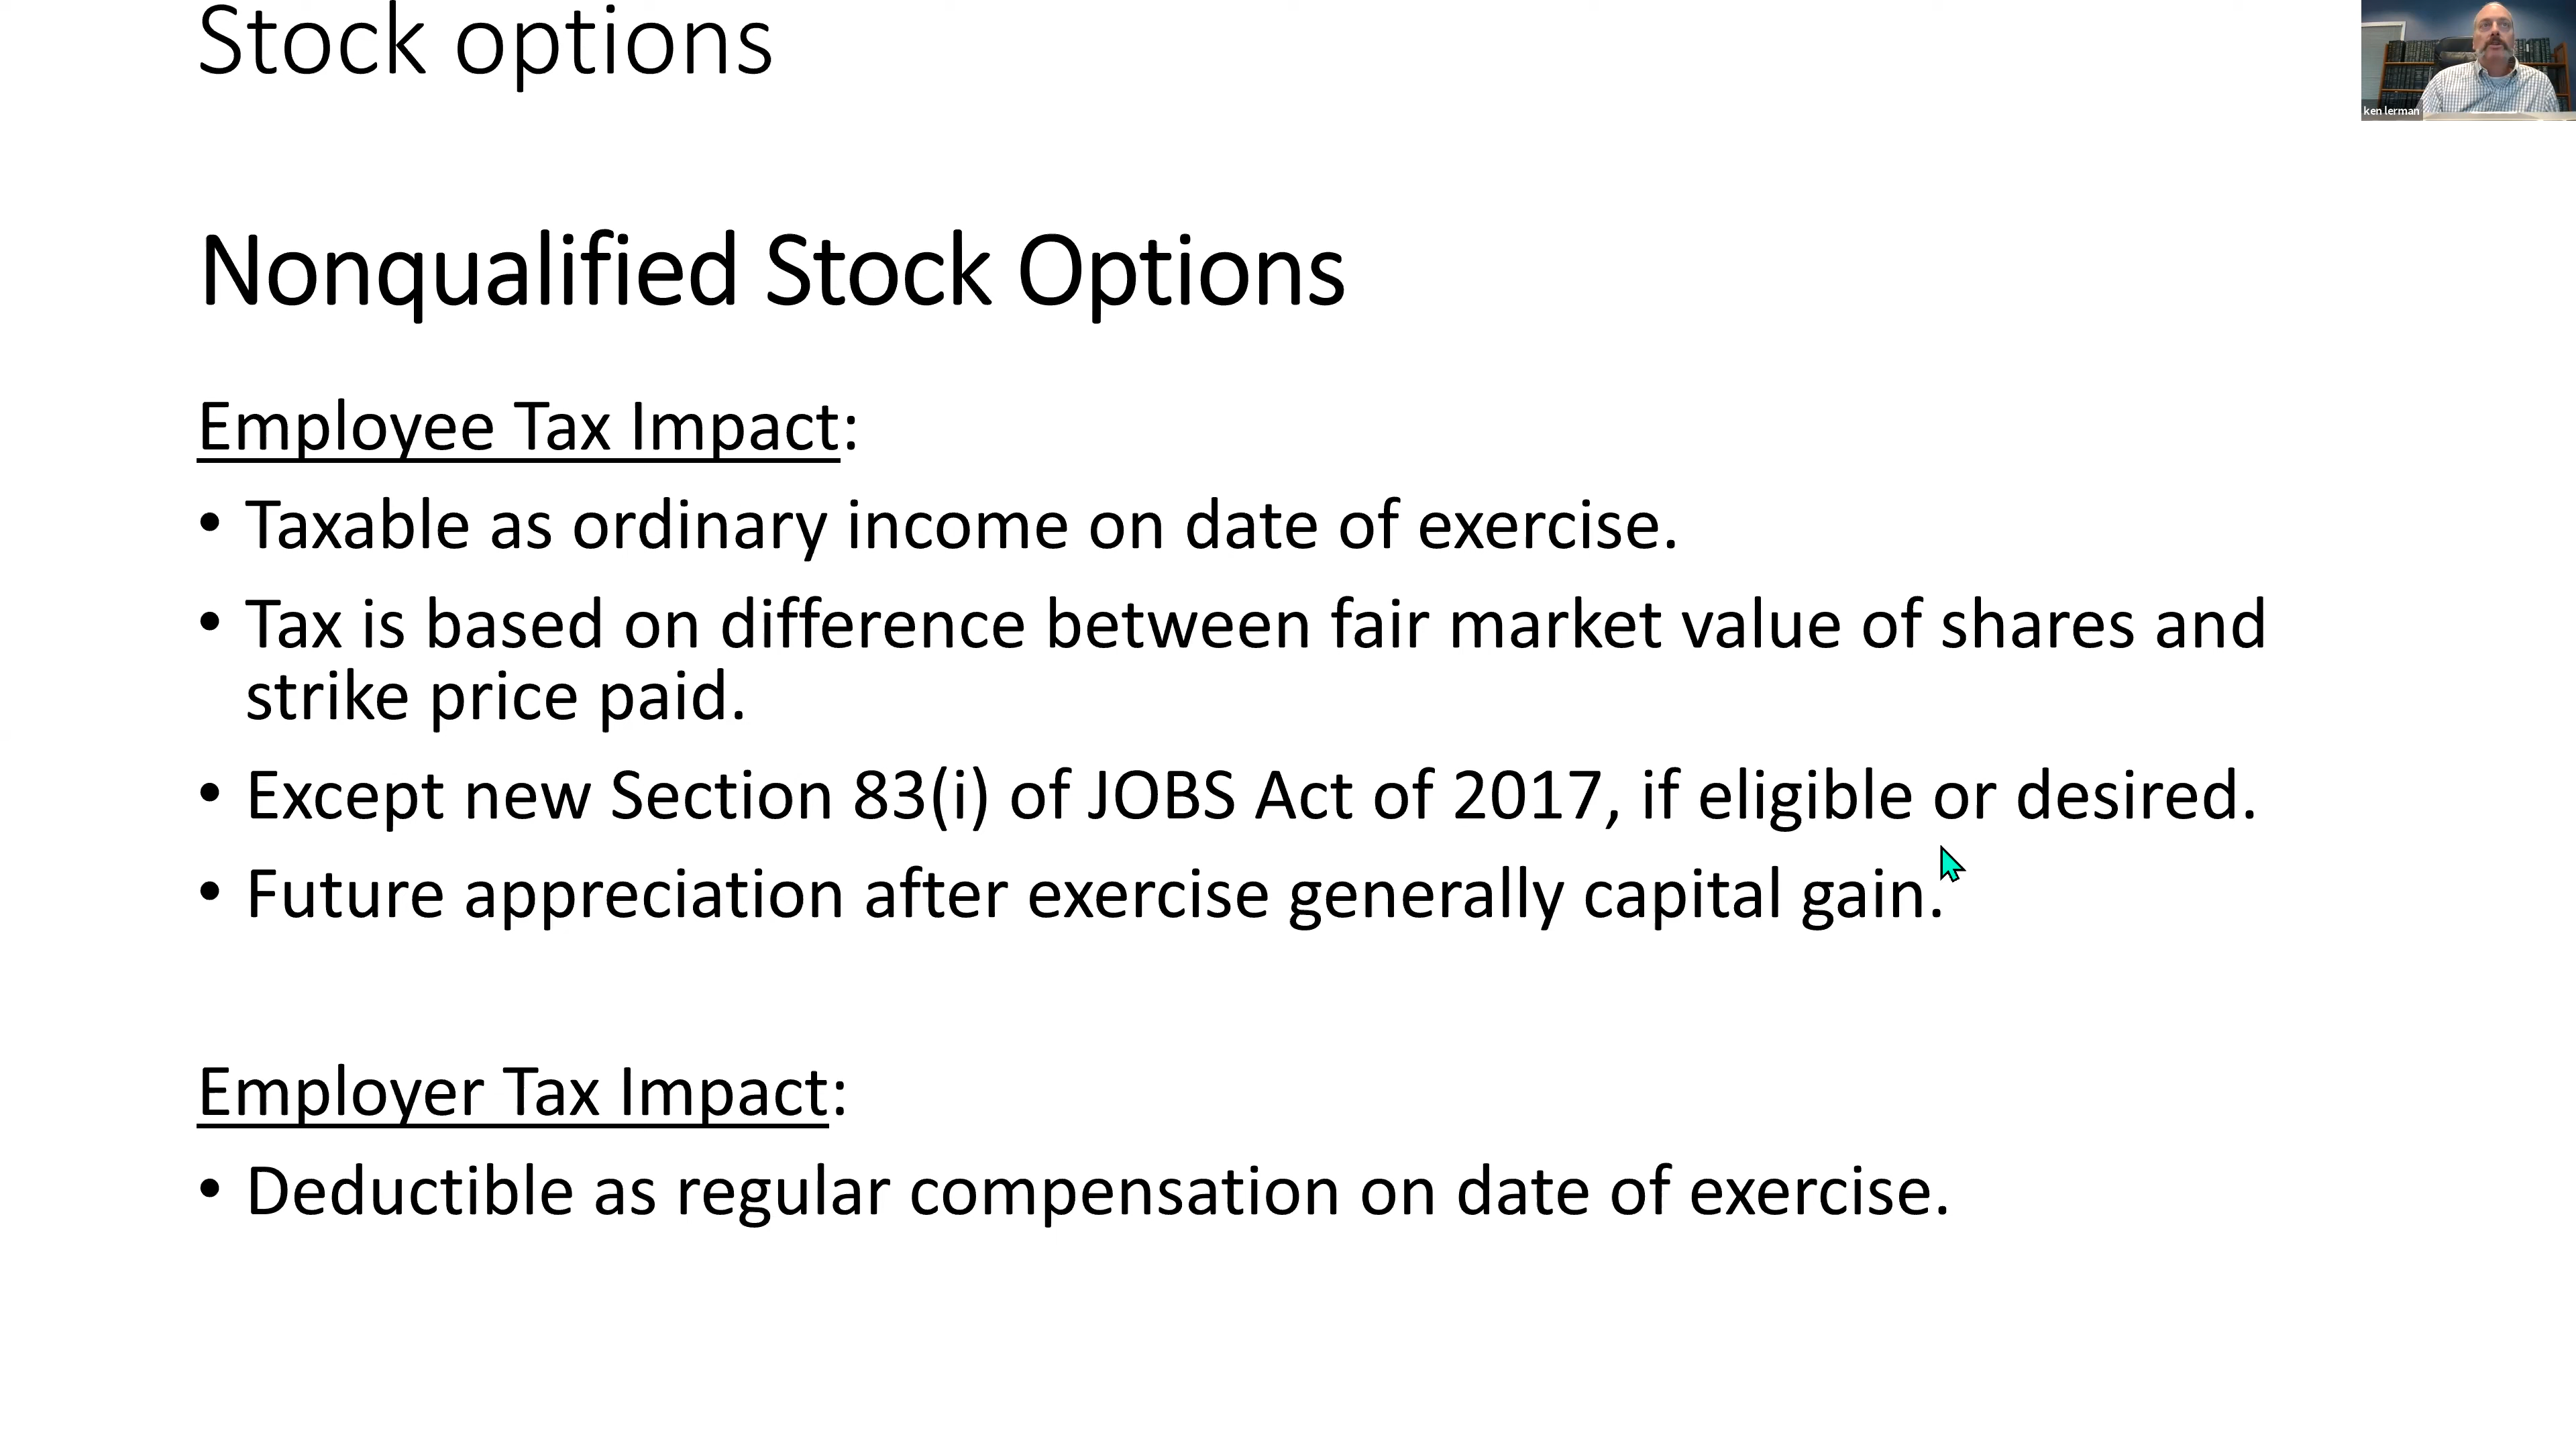 Stock options
ken lerman
Nonqualified Stock Options
Employee Tax Impact:
• Taxable as ordinary income on date of exercise.
• Tax is based on difference between fair market value of shares and
strike price paid.
• Except new Section 83(i) of JOBS Act of 2017, if eligible or desired.
• Future appreciation after exercise generally capital gain.
Employer Tax Impact:
• Deductible as regular compensation on date of exercise.